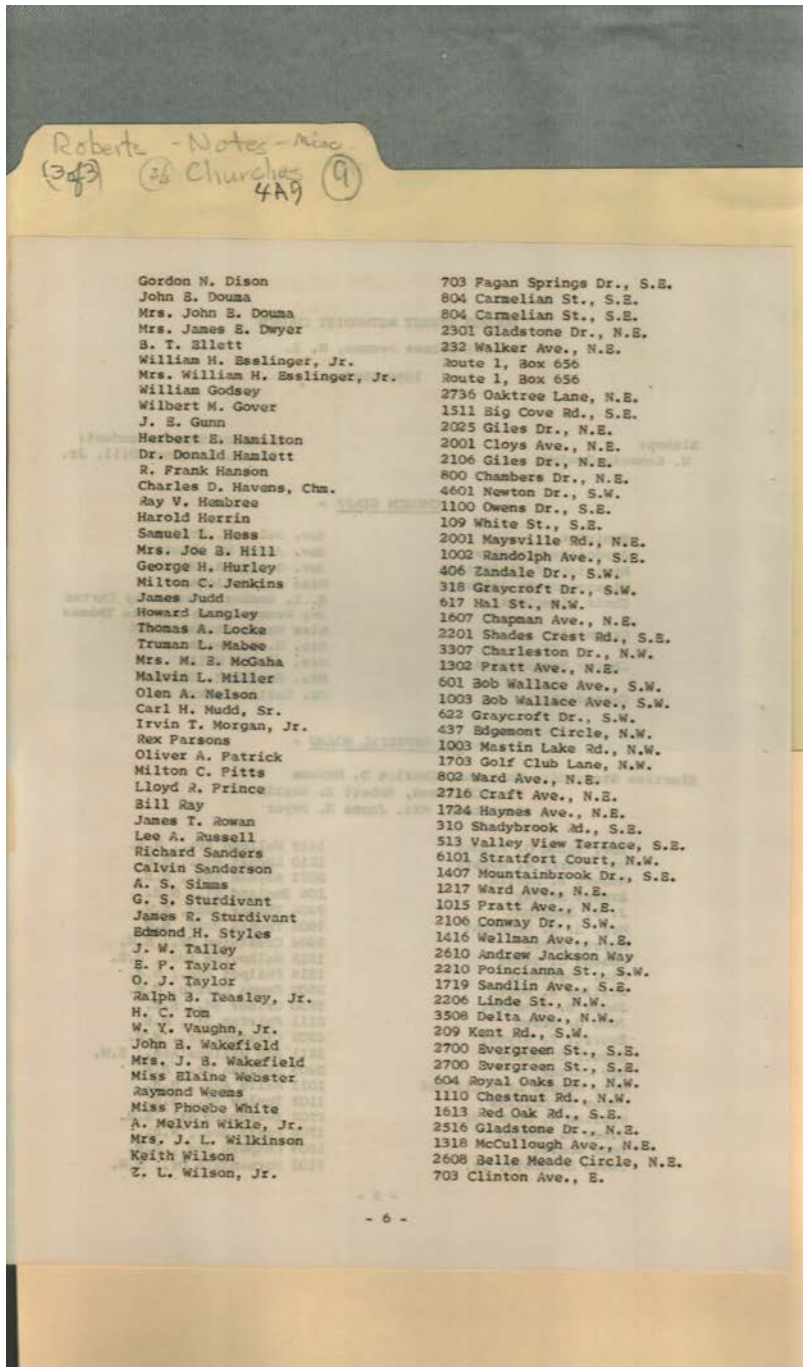 Roberts - Notes - Misc
(3 of 3) Churches 9
4A9
Gordon N. Dison 703 Fagan Springs Dr., S.E.
John E. Douma 804 Carmelian St., S.E.
Mrs. John E. Douma 804 Carmelian St., S.E.
Mrs. James E. Dwyer 2301 Gladstone Dr., N.E.
B. T. Ellett 232 Walker Ave., N.E.
William H. Esslinger, Jr. Route 1, Box 656
Mrs. William H. Esslinger, Jr. Route 1, Box 656
William Godsey 2736 Oaktree Lane, N.E.
Wilbert M. Gover 1511 Big Cove Rd., S.E.
J. E. Gunn 2025 Giles Dr., N.E.
Herbert E. Hamilton 2001 Cloys Ave., N.E.
Dr. Donald Hamlett 2106 Giles Dr., N.E.
R. Frank Hanson 800 Chambers Dr., N.E.
Charles D. Havens, Chm. 4601 Newton Dr., S.W.
Ray V. Hembree 1100 Owens Dr., S.E.
Harold Herrin 109 White St., S.E.
Samuel L. Hess 2001 Maysville Rd., N.E.
Mrs. Joe B. Hill 1002 Randolph Ave., S.E.
George H. Hurley 406 Zandale Dr., S.W.
Milton C. Jenkins 318 Graycroft Dr., S.W.
James Judd 617 Hal St., N.W.
Howard Langley 1607 Chapman Ave., N.E.
Thomas A. Locke 2201 Shades Crest Rd., S.E.
Truman L. Mabee 3307 Charleston Dr., N.W.
Mrs. M. E. McGaha 1302 Pratt Ave., N.E.
Malvin L. Miller 601 Bob Wallace Ave., S.W.
Olen A. Nelson 1003 Bob Wallace Ave., S.W.
Carl H. Mudd, Sr. 622 Graycroft Dr., S.W.
Irvin T. Morgan, Jr. 437 Edgemont Circle, N.W.
Rex Parsons 1003 Mastin Lake Rd., N.W.
Oliver A. Patrick 1703 Golf Club Lane, N.W.
Milton C. Pitts 802 Ward Ave., N.E.
Lloyd R. Prince 2716 Craft Ave., N.E.
Bill Ray 1724 Haynes Ave., N.E.
James T. Rowan 310 Shadybrook Rd., S.E.
Lee A. Russell 513 Valley View Terrace, S.E.
Richard Sanders 6101 Stratfort Court, N.W.
Calvin Sanderson 1407 Mountainbrook Dr., S.E.
A. S. Simms 1217 Ward Ave., N.E.
G. S. Sturdivant 1015 Pratt Ave., N.E.
James R. Sturdivant 2106 Conway Dr., S.W.
Edmond H. Styles 1416 Wellman Ave., N.E.
J. W. Talley 2610 Andrew Jackson Way
E. P. Taylor 2210 Poincianna St., S.W.
O. J. Taylor 1719 Sandlin Ave., S.E.
Ralph B. Teasley, Jr. 2206 Linde St., N.W.
H. C. Tom 3508 Delta Ave., N.W.
W. Y. Vaughn, Jr. 209 Kent Rd., S.W.
John B. Wakefield 2700 Evergreen St., S.E.
Mrs. J. B. Wakefield 2700 Evergreen St., S.E.
Miss Elaine Webster 604 Royal Oaks Dr., N.W.
Raymond Weems 1110 Chestnut Rd., N.W.
Miss Phoebe White 1613 Red Oak Rd., S.E.
A. Melvin Wikle, Jr. 2516 Gladstone Dr., N.E.
Mrs. J. L. Wilkinson 1318 McCullough Ave., N.E.
Keith Wilson 2608 Belle Meade Circle, N.E.
Z. L. Wilson, Jr. 703 Clinton Ave., E.
- 6 -